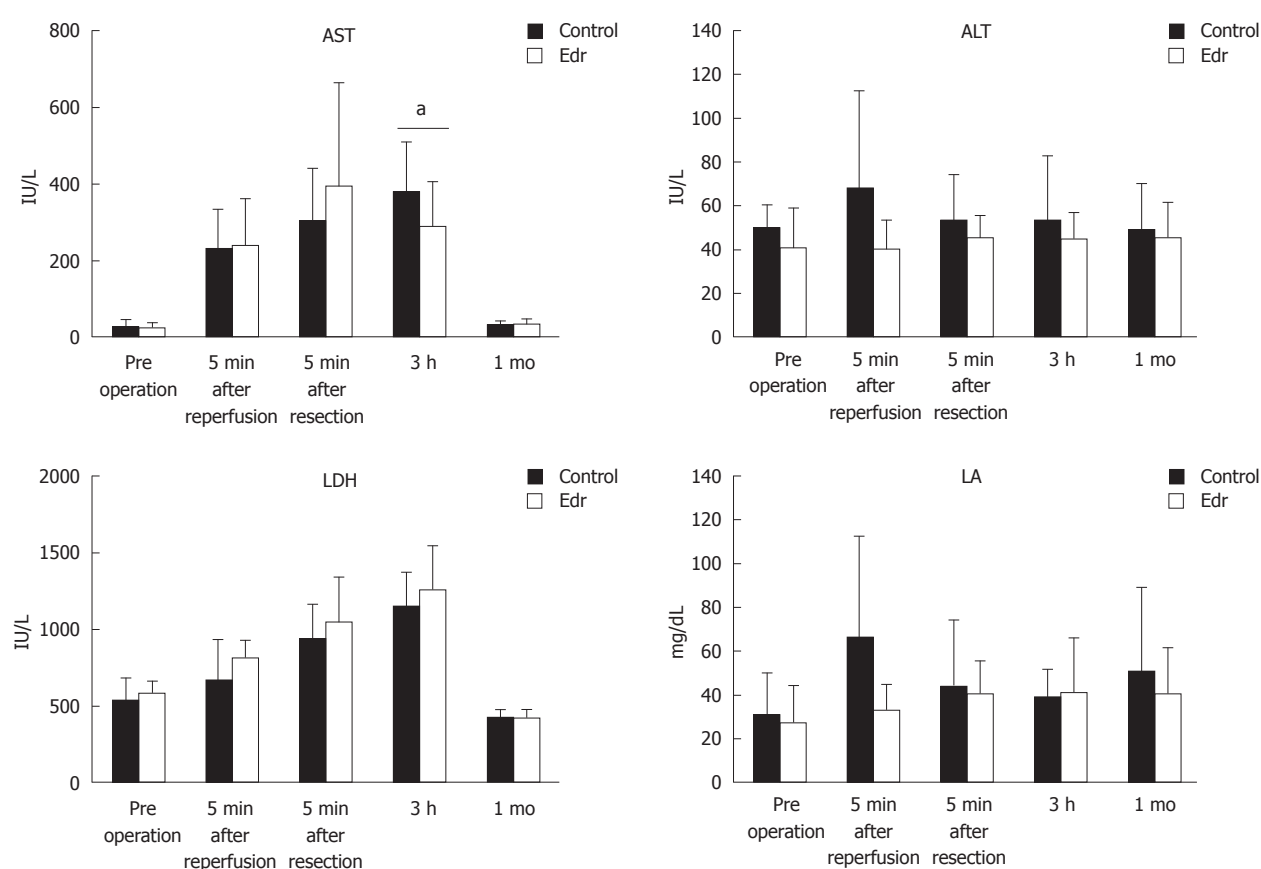 AST
Control
Edr
800
600
400
200
0
IU/L
a
Pre
operation
5 min
after
reperfusion
5 min
after
resection
3 h
1 mo
ALT
Control
Edr
140
120
100
80
60
40
20
0
IU/L
Pre
operation
5 min
after
reperfusion
5 min
after
resection
3 h
1 mo
LDH
Control
Edr
2000
1500
1000
500
0
IU/L
Pre
operation
5 min
after
reperfusion
5 min
after
resection
3 h
1 mo
LA
Control
Edr
140
120
100
80
60
40
20
0
mg/dL
Pre
operation
5 min
after
reperfusion
5 min
after
resection
3 h
1 mo